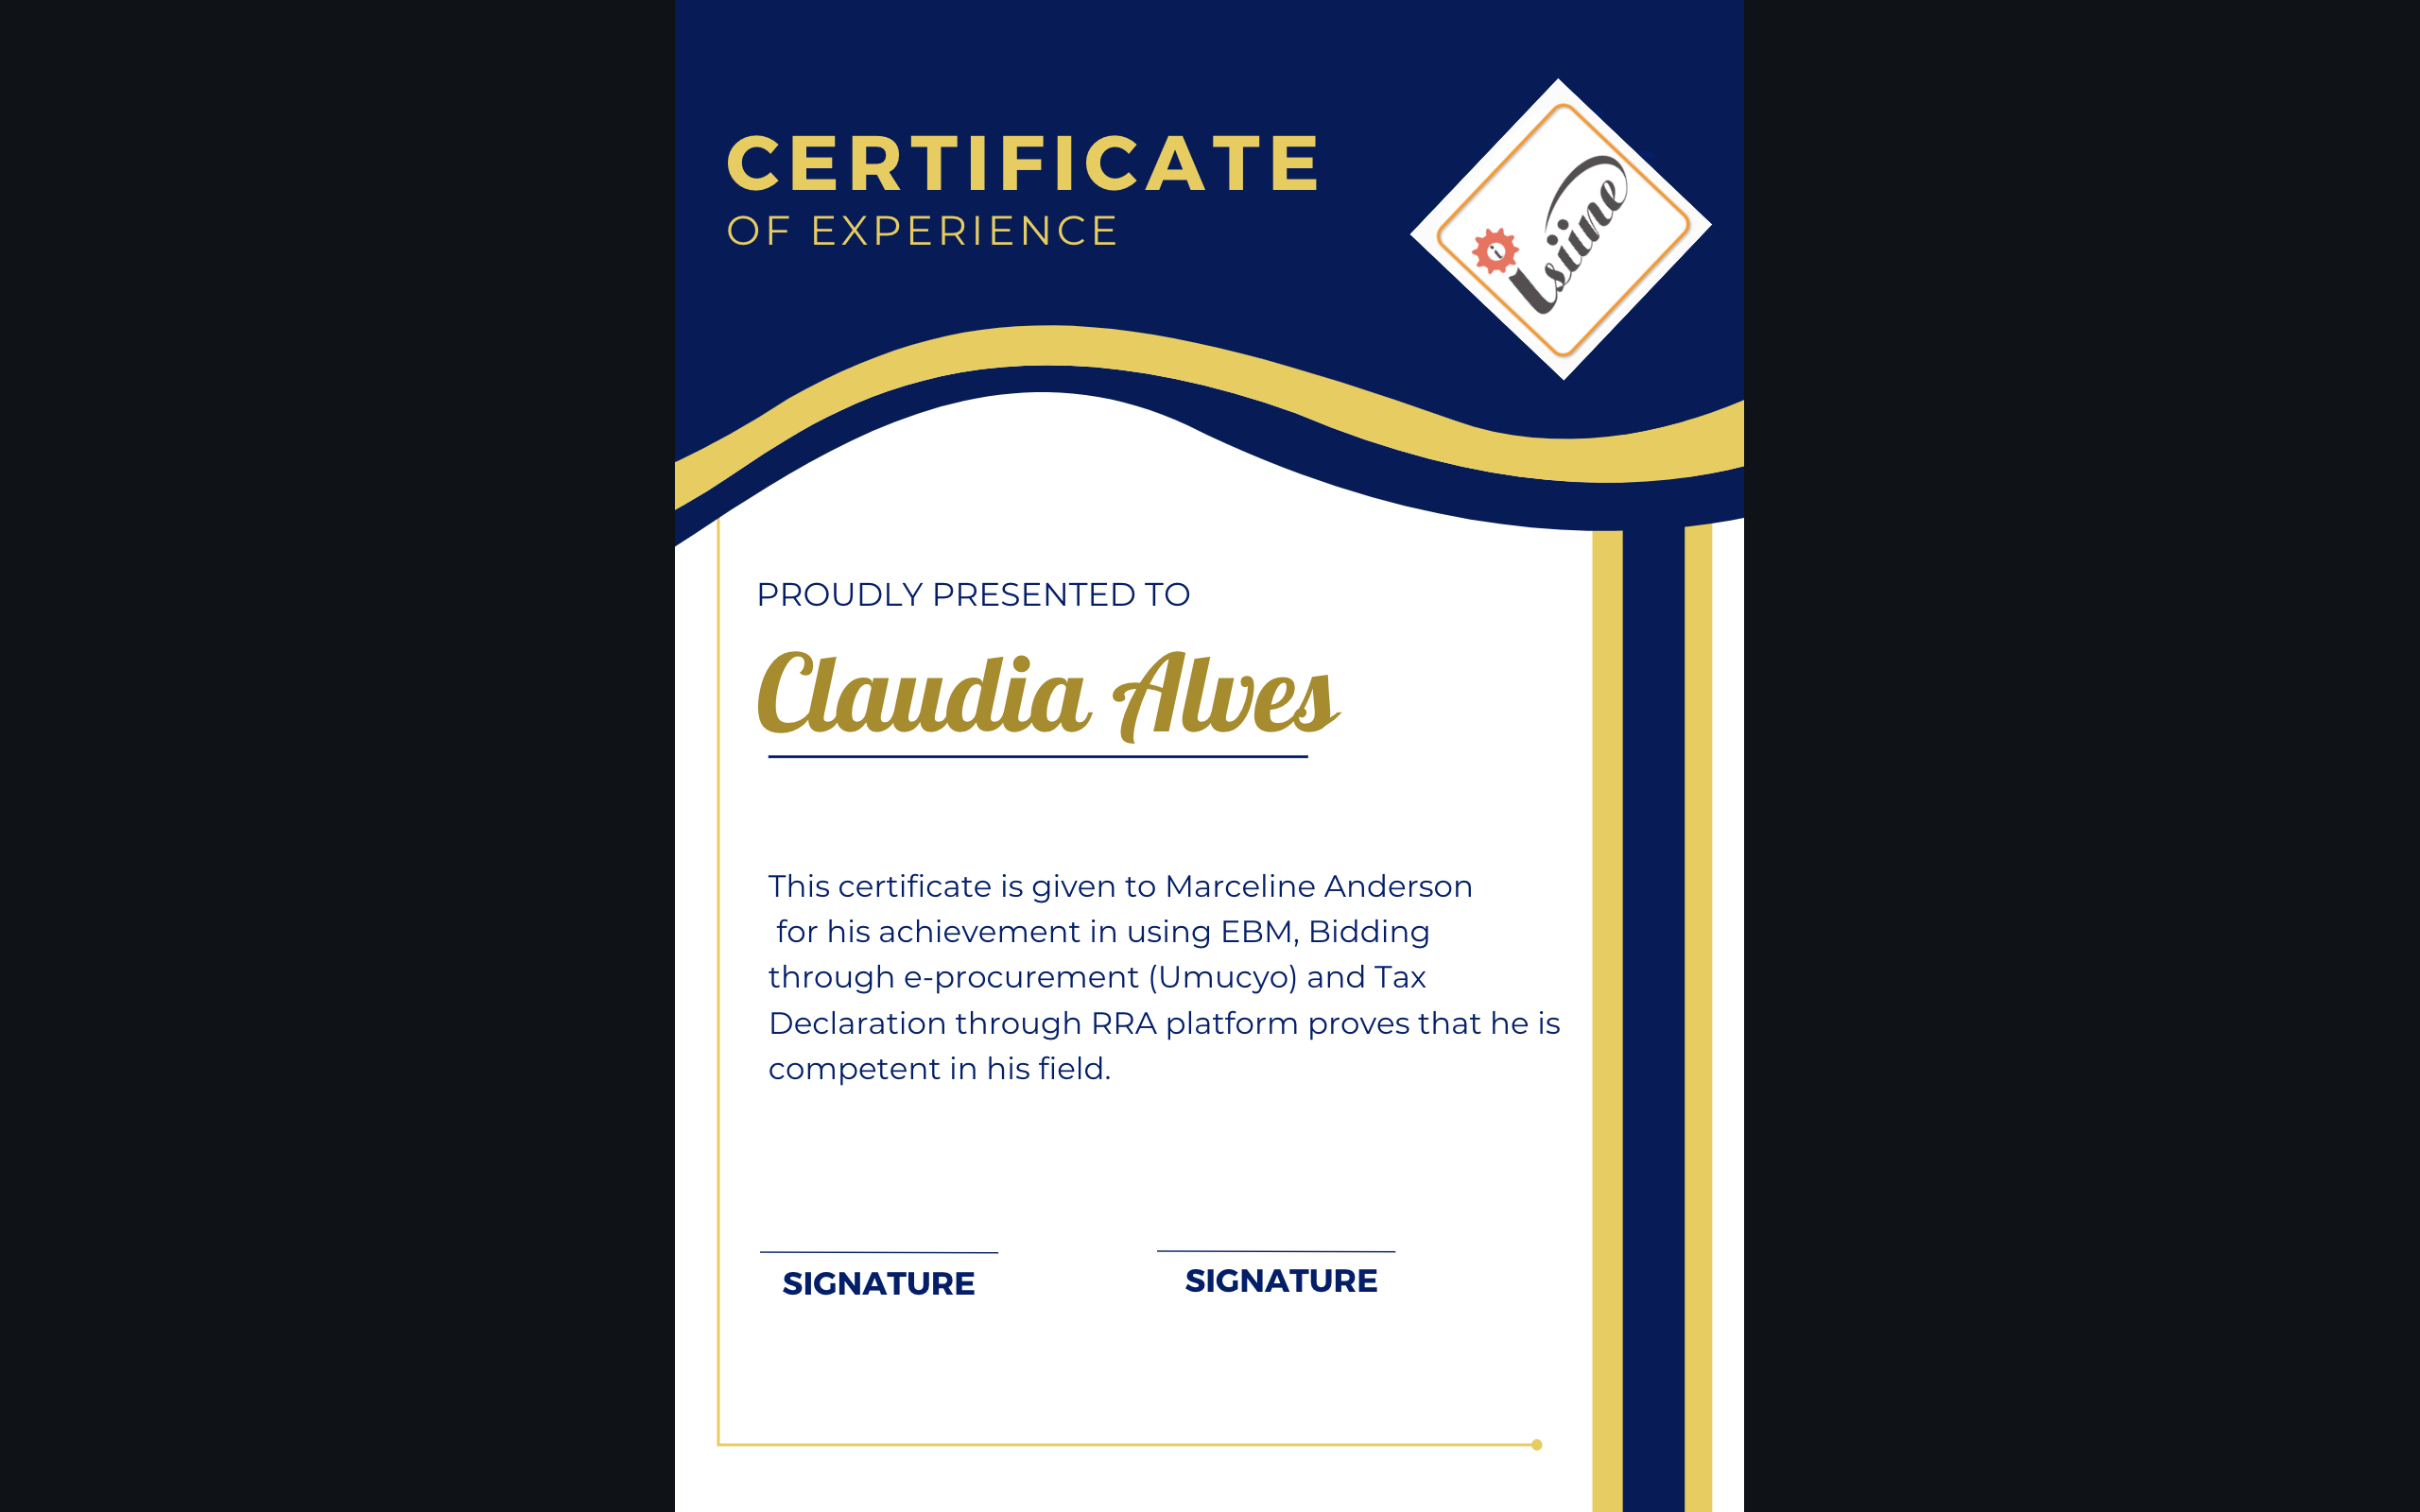 CERTIFICATE
OF EXPERIENCE
Isiine
PROUDLY PRESENTED TO
Claudia Alves
This certificate is given to Marceline Anderson
for his achievement in using EBM, Bidding
through e-procurement (Umucyo) and Tax
Declaration through RRA platform proves that he is
competent in his field.
SIGNATURE
SIGNATURE